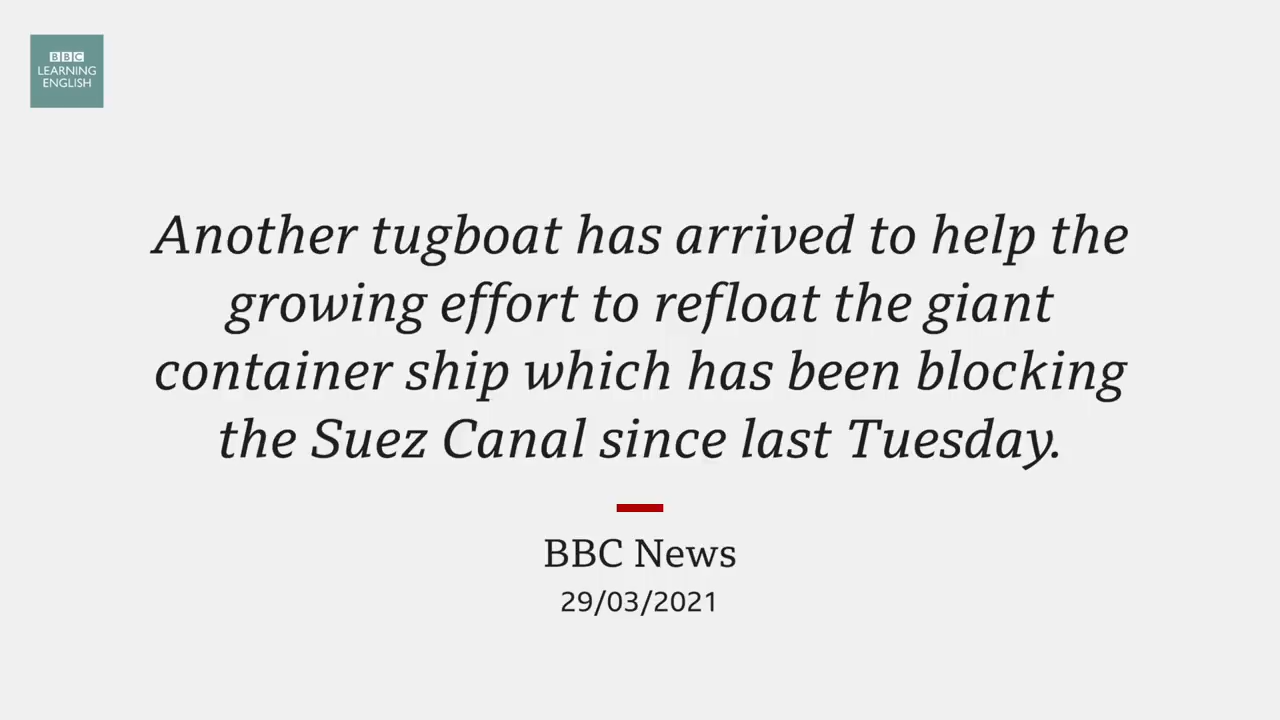 BBC
LEARNING
ENGLISH
Another tugboat has arrived to help the
growing effort to refloat the giant
container ship which has been blocking
the Suez Canal since last Tuesday.
BBC News
29/03/2021